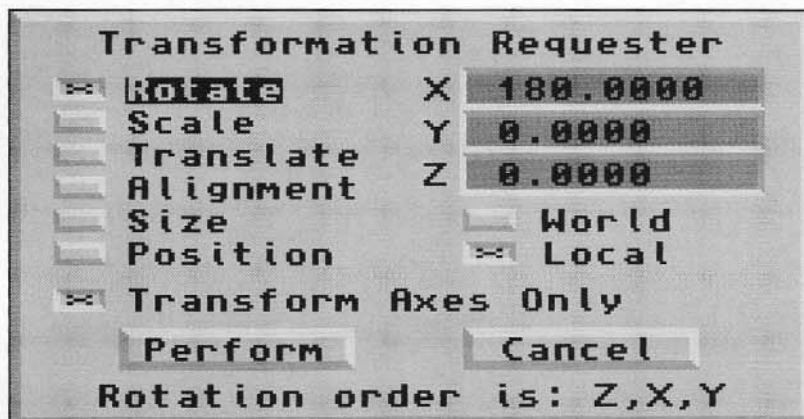 Transformation Requester
Rotate
Scale
Translate
Alignment
Size
Position
X 180.0000
Y 0.0000
Z 0.0000
World
Local
Transform Axes Only
Perform Cancel
Rotation order is: Z,X,Y